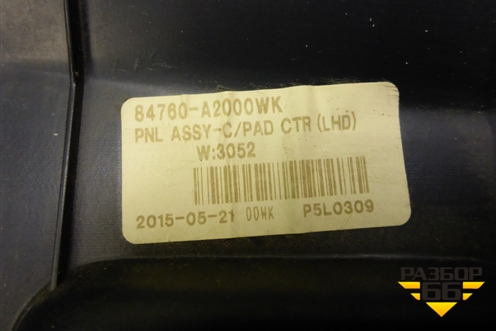 84760-A2000WK
PNL ASSY-C/PAD CTR(LHD)
W:3052
2015-05-21 00WK P5L0309
РАЗБОР
66